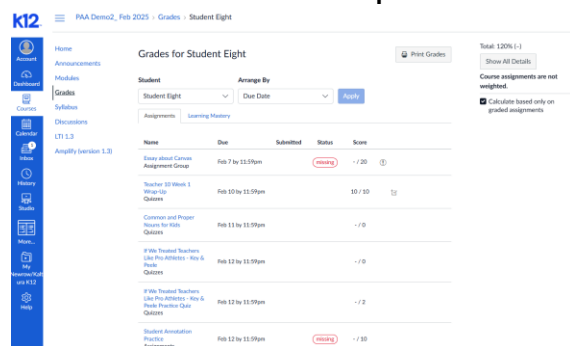 K12
PAA Demo2_ Feb 2025 › Grades › Student Eight
Account
Dashboard
Courses
Calendar
Inbox
History
Studio
More...
My
Newrow/Kalt
ura K12
Help
Home
Announcements
Modules
Grades
Syllabus
Discussions
LTI 1.3
Amplify (version 1.3)
Grades for Student Eight
Print Grades
Student
Arrange By
Student Eight
Due Date
Apply
Assignments Learning Mastery
Name Due Submitted Status Score
Essay about Canvas
Assignment Group
Feb 7 by 11:59pm missing - / 20
Teacher 10 Week 1
Wrap-Up
Quizzes
Feb 10 by 11:59pm 10 / 10
Common and Proper
Nouns for Kids
Quizzes
Feb 11 by 11:59pm - / 0
If We Treated Teachers
Like Pro Athletes - Key &
Peele
Quizzes
Feb 12 by 11:59pm - / 0
If We Treated Teachers
Like Pro Athletes - Key &
Peele Practice Quiz
Quizzes
Feb 12 by 11:59pm - / 2
Student Annotation
Practice
Feb 12 by 11:59pm missing - / 10
Total: 120% (-)
Show All Details
Course assignments are not
weighted.
Calculate based only on
graded assignments